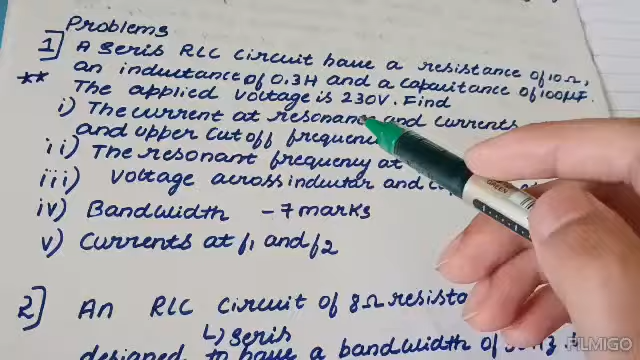 Problems
1] A Seris RLC Circuit have a resistance of 10Ω,
an inductance of 0.3H and a capacitance of 100μF.
** The applied voltage is 230V. Find
i) The current at resonance and currents
and upper cut off
ii) The resonant frequency at
iii) Voltage across inductor and
iv) Bandwidth - 7 marks
v) Currents at f1 and f2
2] An RLC Circuit of 8Ω
↳ Seris
designed to have a bandwidth of
GREEN
FILMIGO